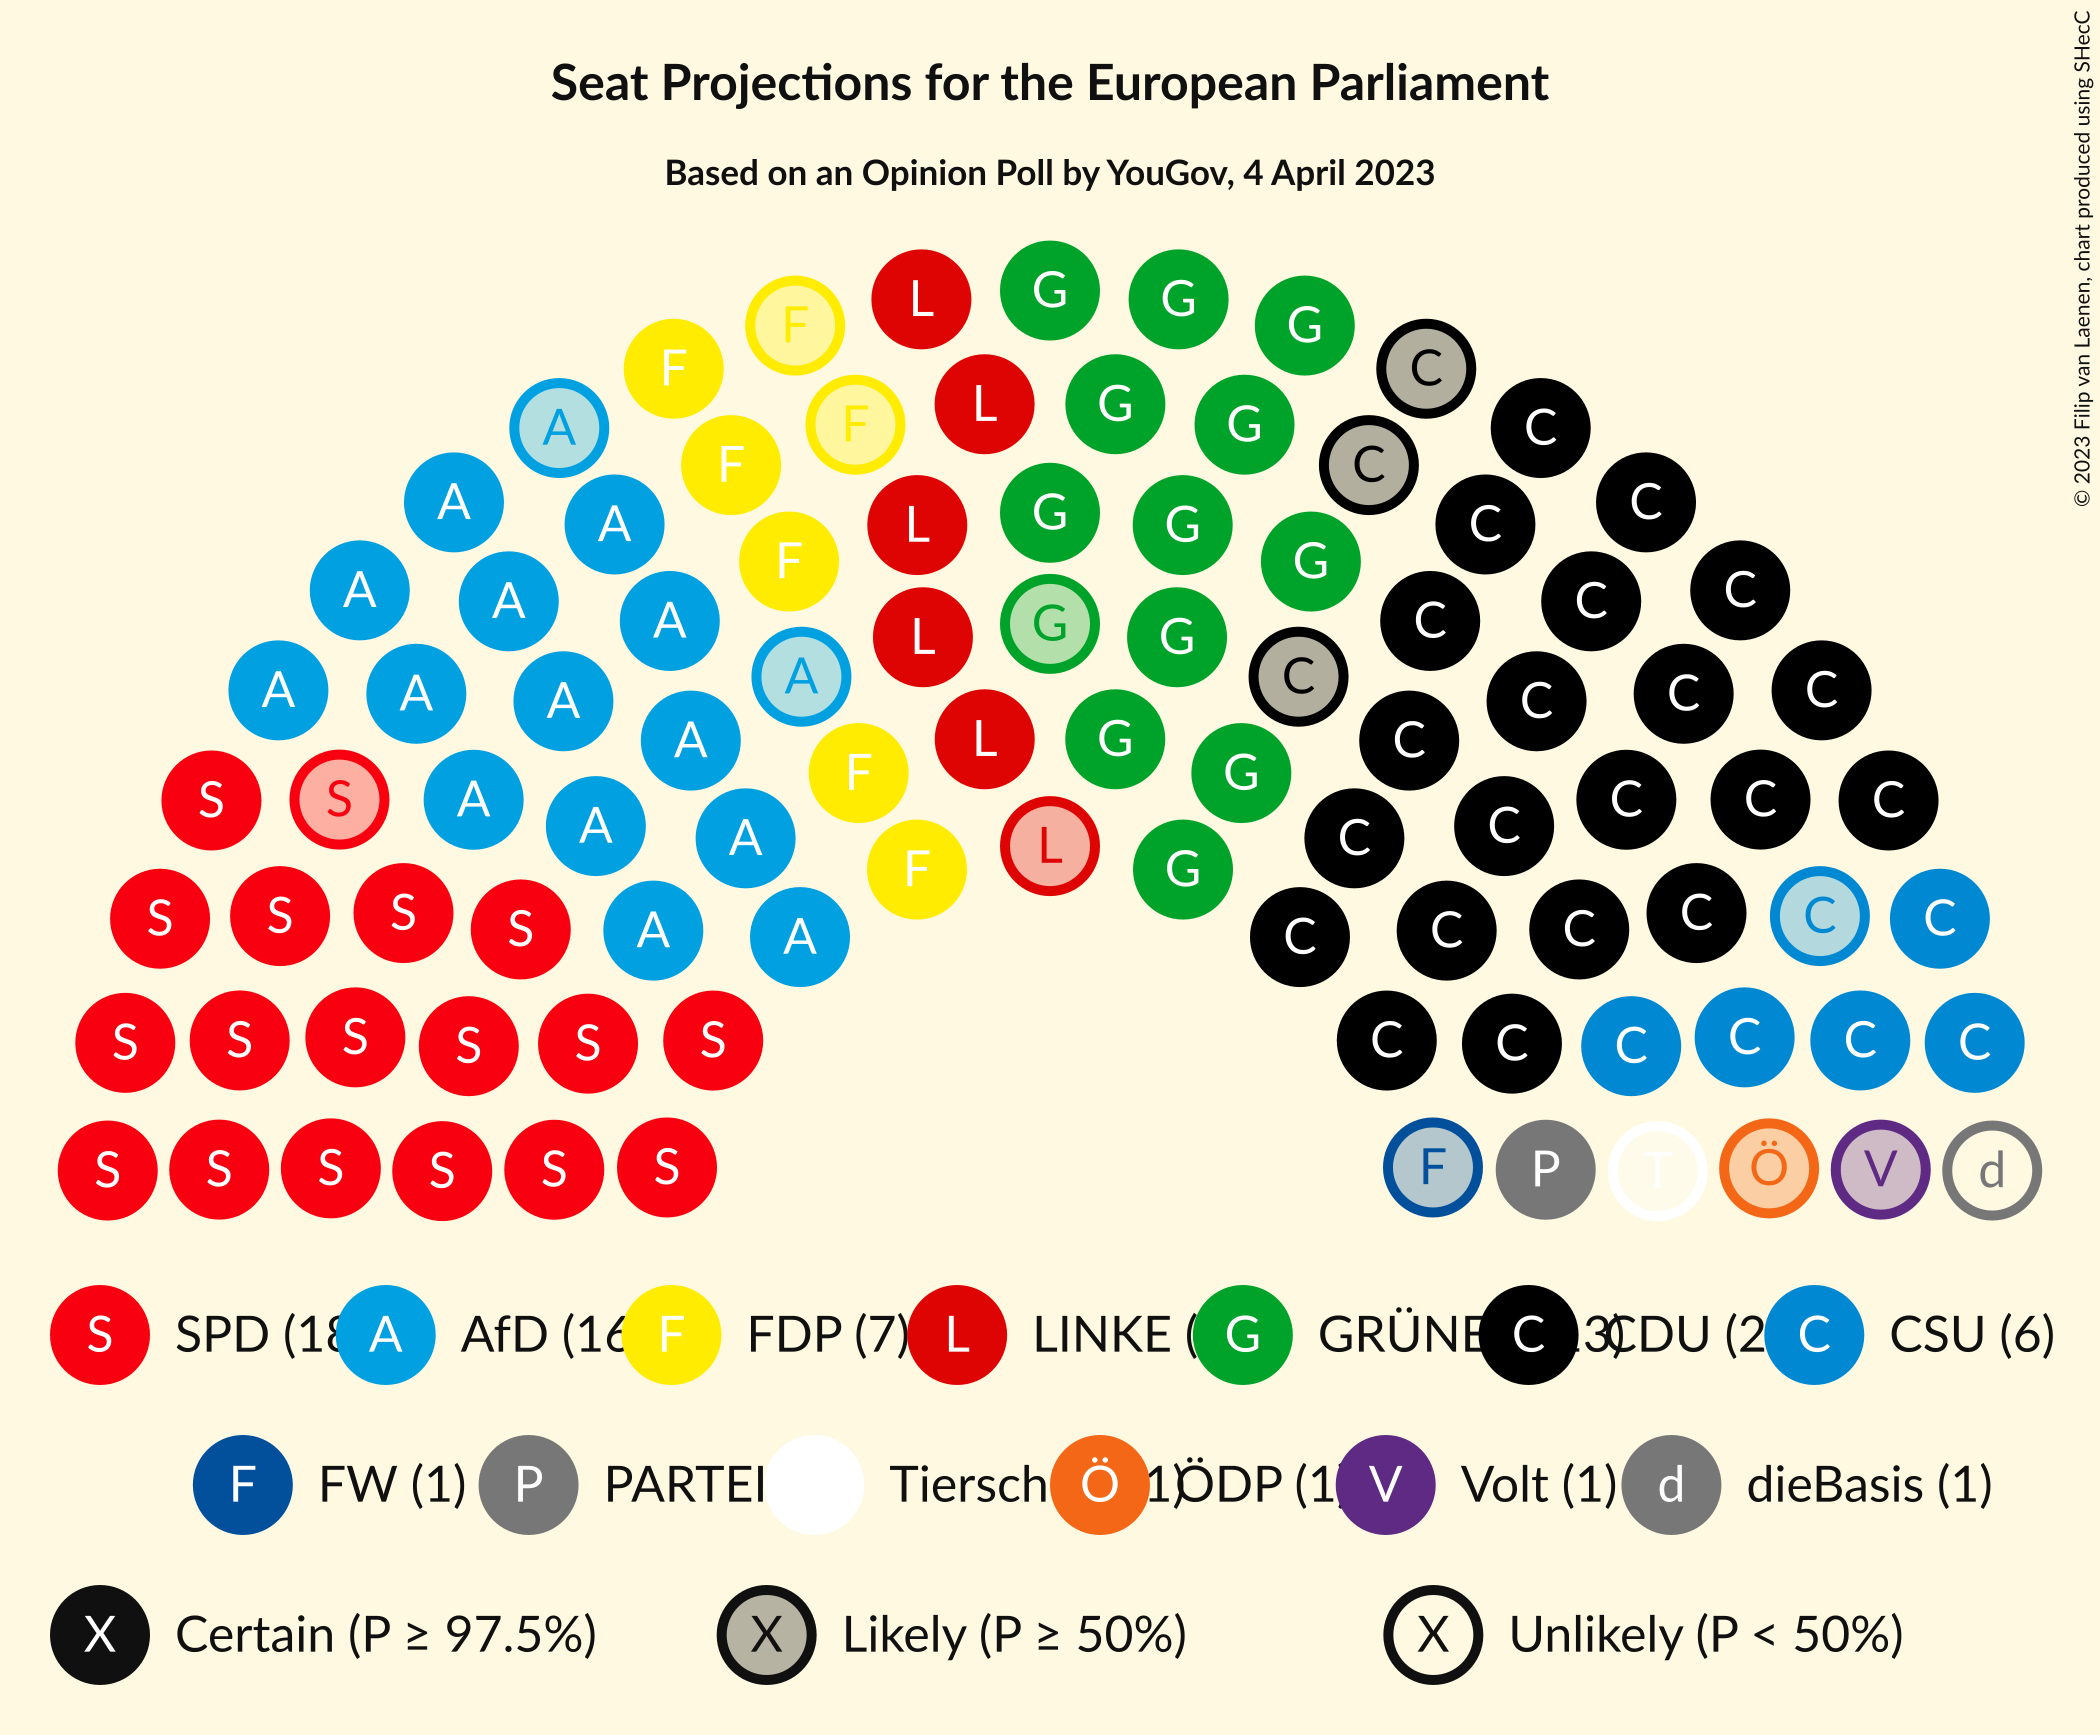 © 2023 Filip van Laenen, chart produced using SHecC
Seat Projections for the European Parliament
Based on an Opinion Poll by YouGov, 4 April 2023
L G G
F G
F C
L G
A F G C
F C
A A L G G C C
F G
A A C C
A L G G C
A A A A C C C C
A L G C
S S A F G C C C
A A L C C
F G
S S S S A A C C C C C C
S S S S S S C C C C C C
S S S S S S F P T Ö V d
S SPD (18 A AfD (16 F FDP (7) L LINKE ( G GRÜNE C 3) CDU (2 C CSU (6)
F FW (1) P PARTEI Tiersch Ö 1) ÖDP (1) V Volt (1) d dieBasis (1)
X Certain (P ≥ 97.5%) X Likely (P ≥ 50%) X Unlikely (P < 50%)